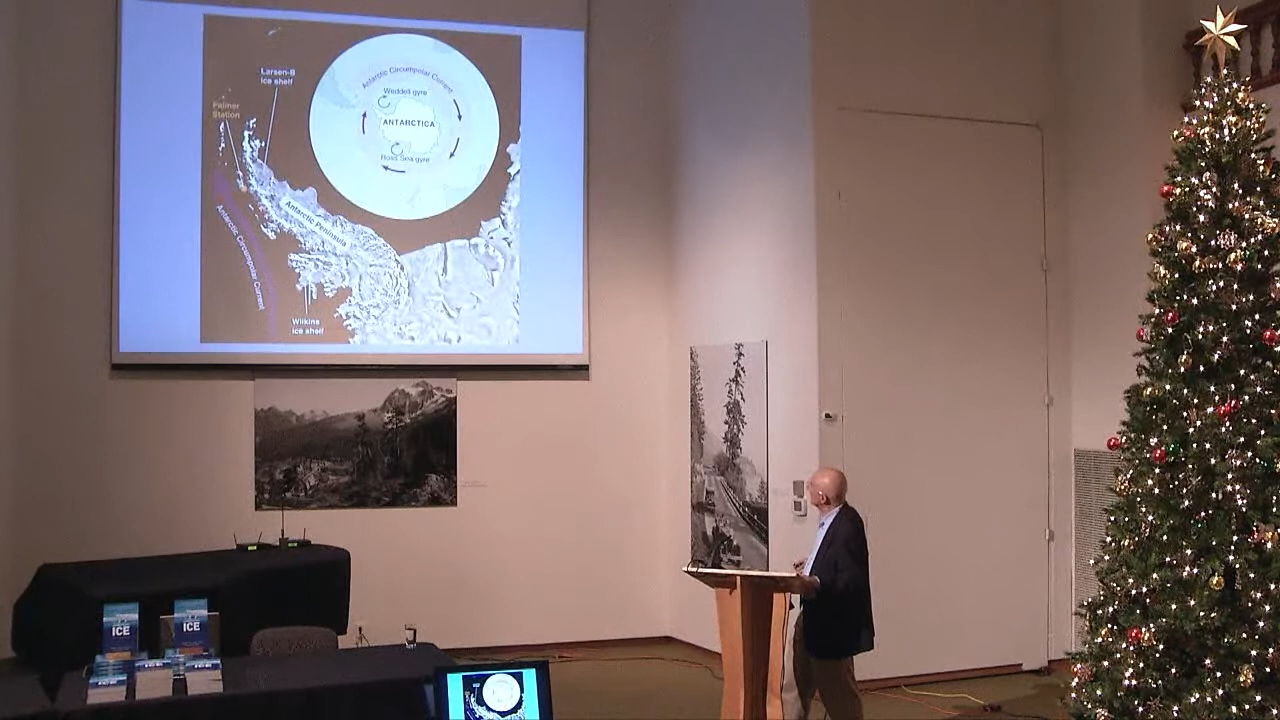 Larsen-B
ice shelf
Palmer
Station
Antarctic Circumpolar Current
Weddell gyre
ANTARCTICA
Ross Sea gyre
Antarctic Peninsula
Antarctic Circumpolar Current
Wilkins
ice shelf
ICE
ICE